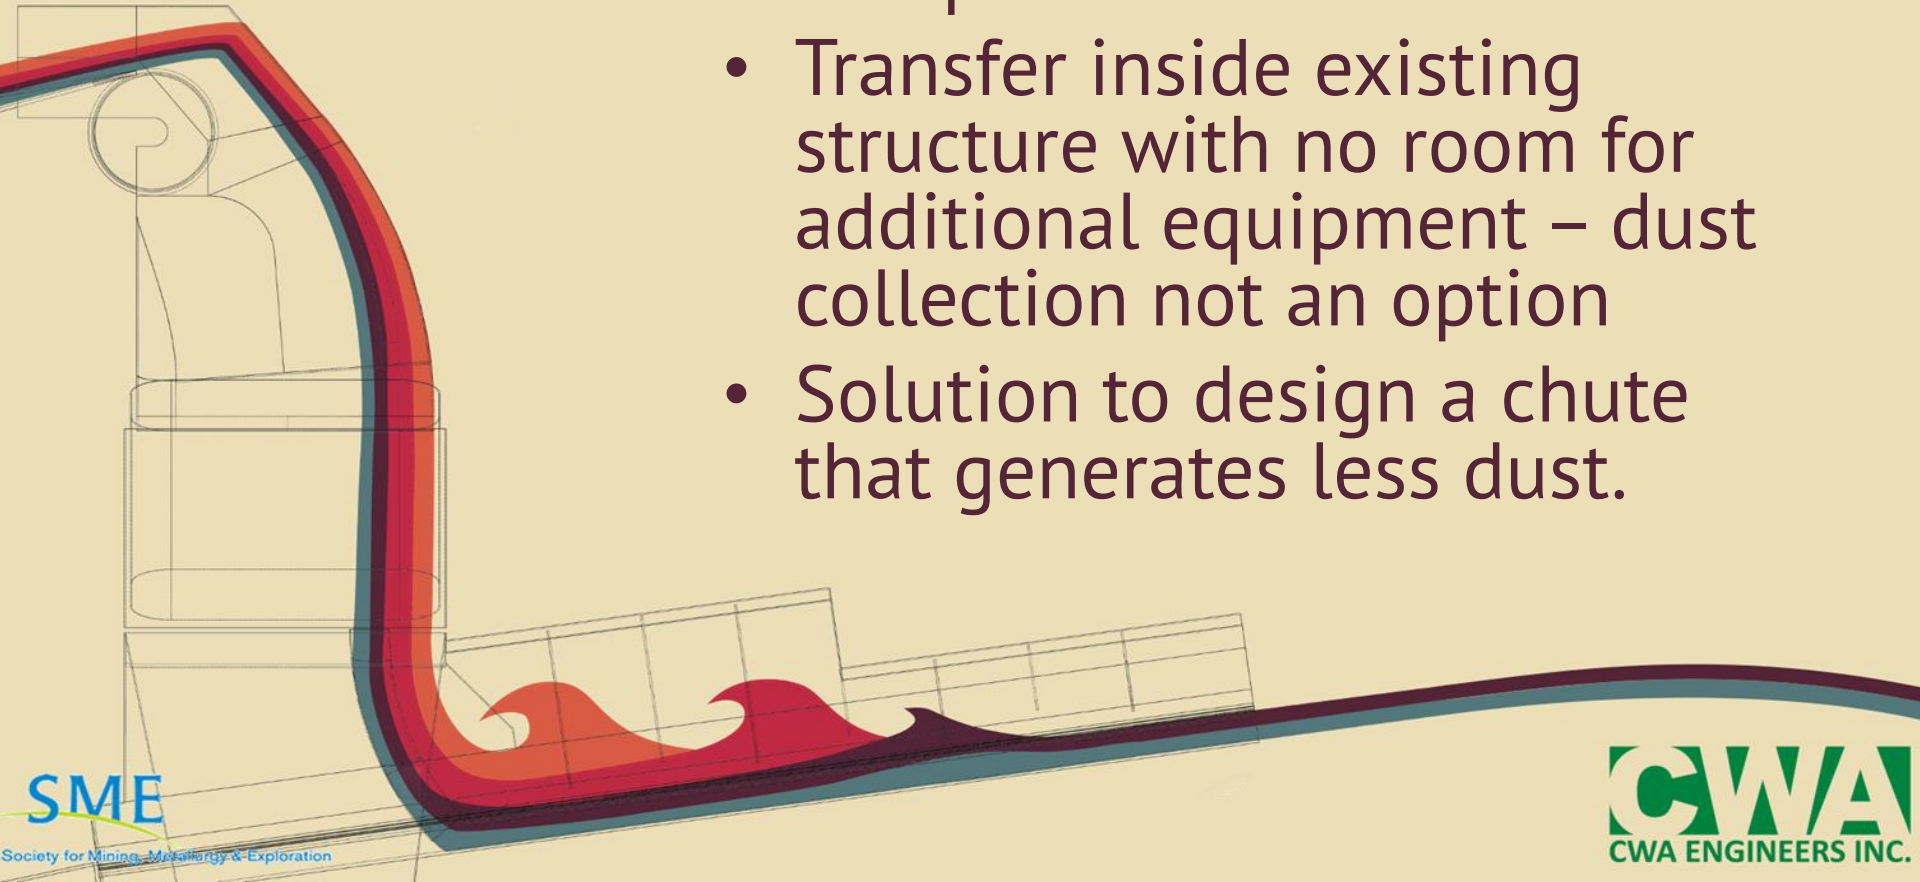 • Transfer inside existing
structure with no room for
additional equipment – dust
collection not an option
• Solution to design a chute
that generates less dust.
SME
Society for Mining, Metallurgy & Exploration
CWA
CWA ENGINEERS INC.